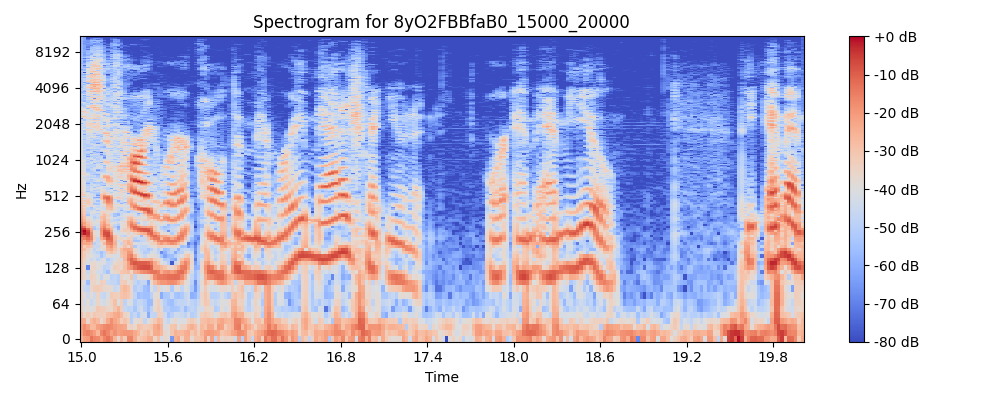 Spectrogram for 8yO2FBBfaB0_15000_20000
Hz
8192
4096
2048
1024
512
256
128
64
0
15.0 15.6 16.2 16.8 17.4 18.0 18.6 19.2 19.8
Time
+0 dB
-10 dB
-20 dB
-30 dB
-40 dB
-50 dB
-60 dB
-70 dB
-80 dB